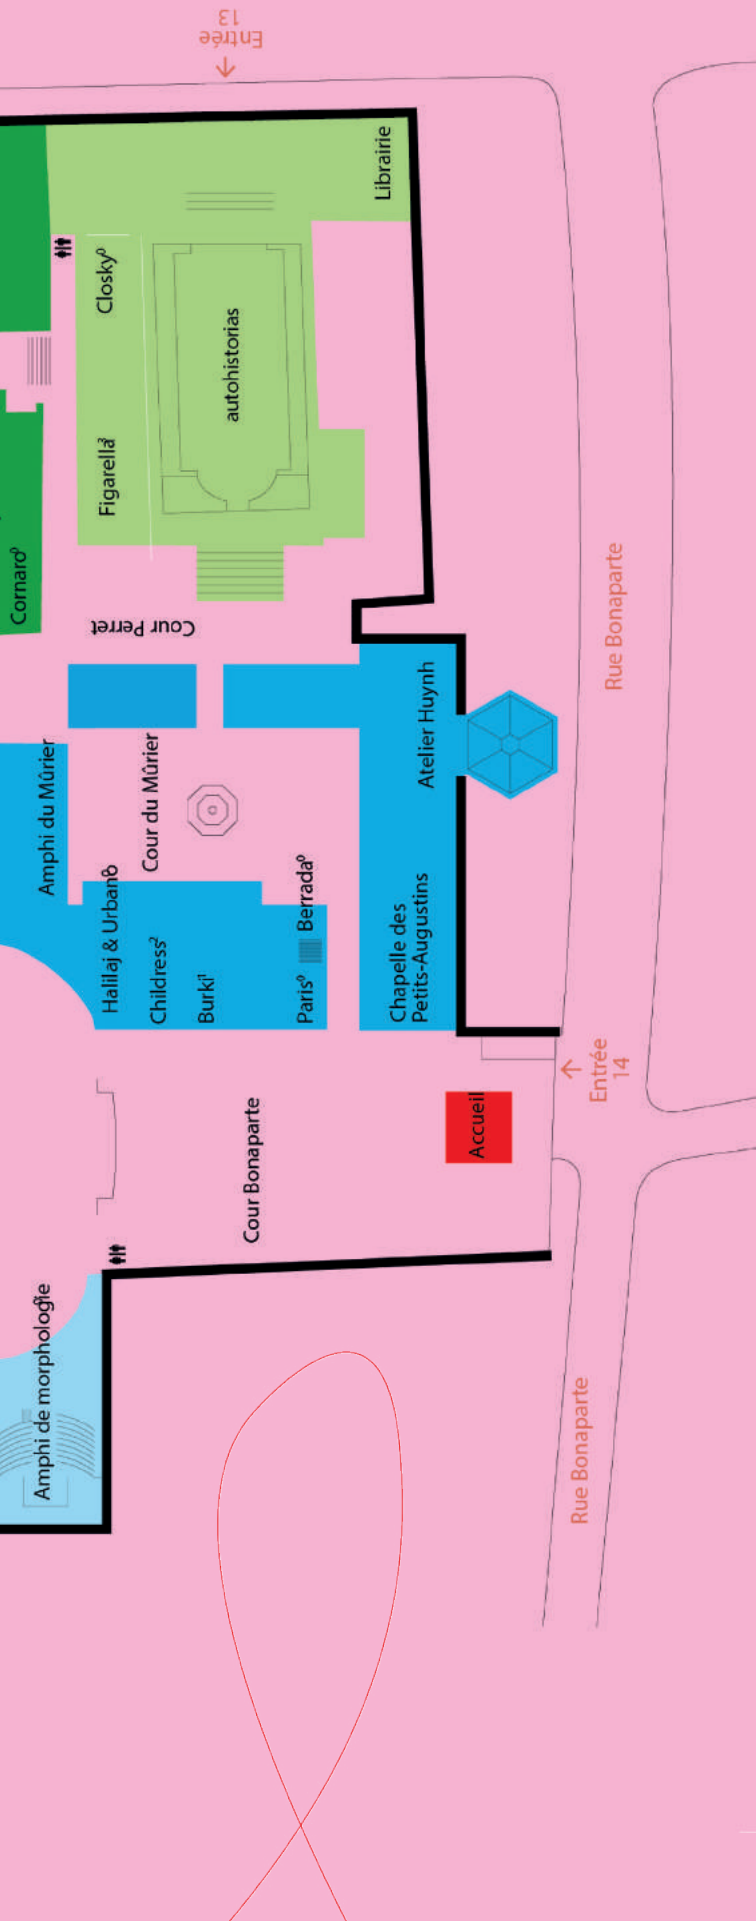 Entrée
13
Librairie
Closky⁰
autohistorias
Figarella³
Cornaro⁰
Cour Perret
Rue Bonaparte
Atelier Huynh
Amphi du Mûrier
Cour du Mûrier
Halilaj & Urbano⁰
Berrada⁰
Childress²
Burki¹
Paris⁰
Chapelle des
Petits-Augustins
Entrée
14
Accueil
Cour Bonaparte
Amphi de morphologie
Rue Bonaparte